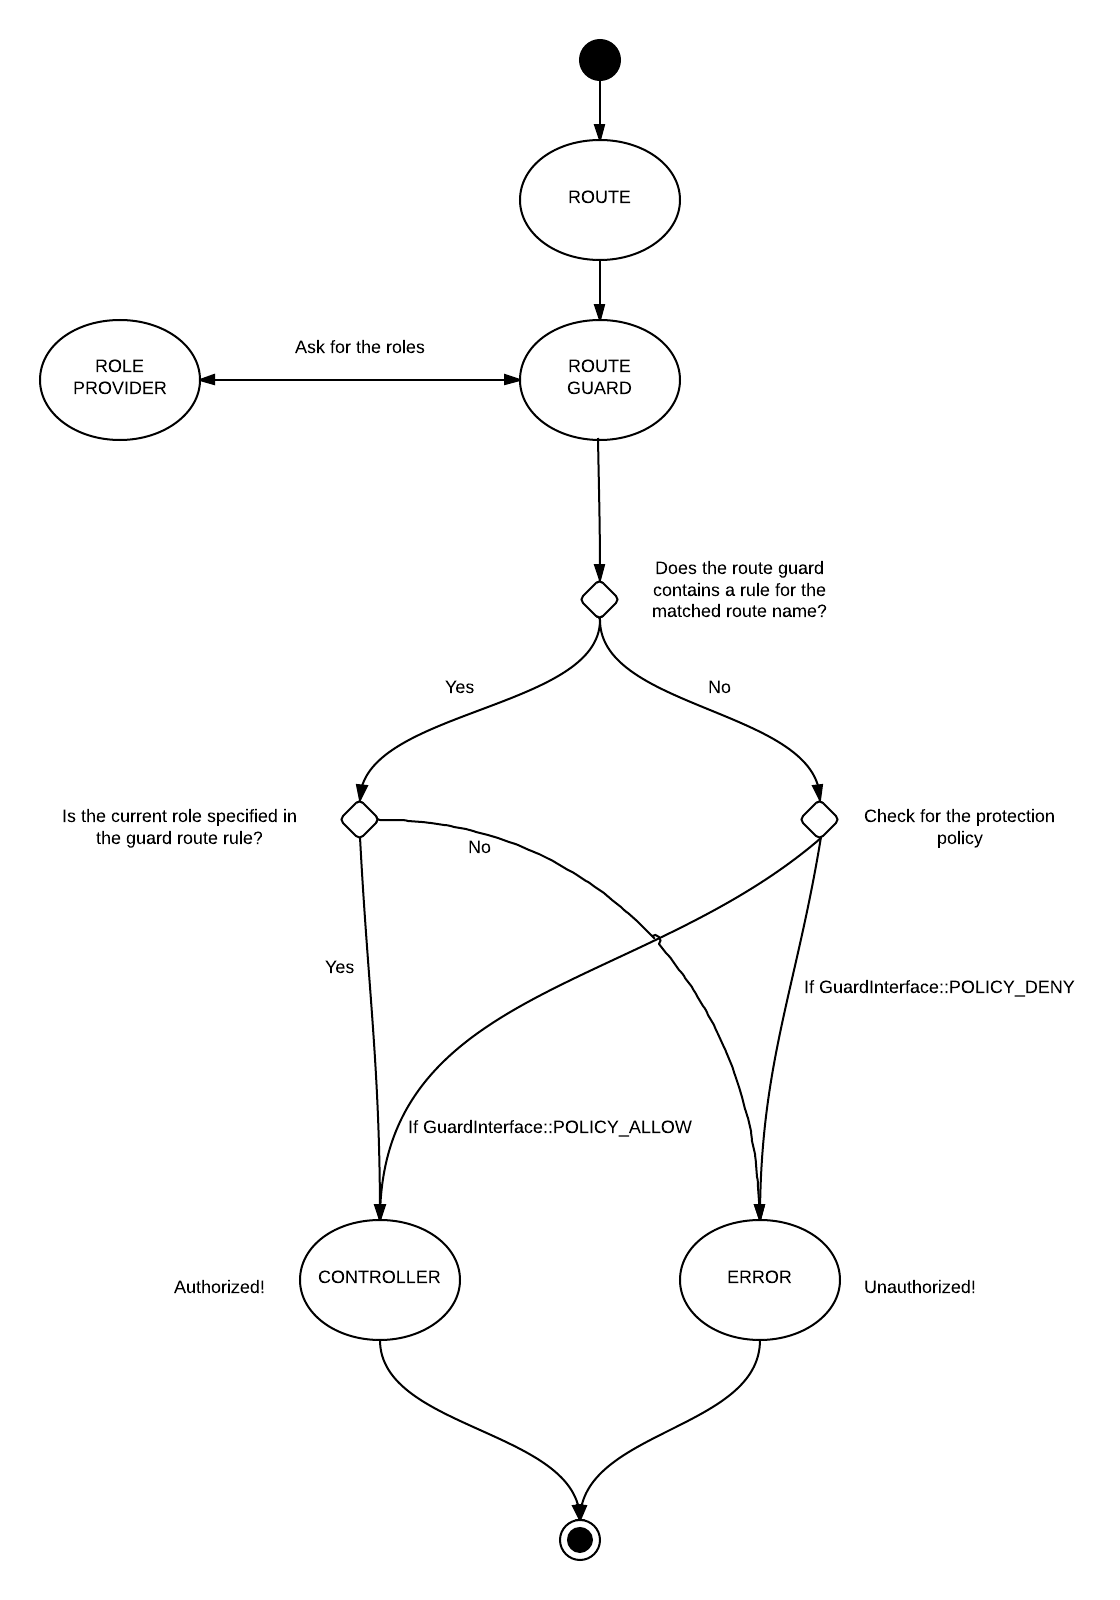 ROUTE
Ask for the roles
ROLE
PROVIDER
ROUTE
GUARD
Does the route guard
contains a rule for the
matched route name?
Yes
No
Is the current role specified in
the guard route rule?
No
Check for the protection
policy
Yes
If GuardInterface::POLICY_DENY
If GuardInterface::POLICY_ALLOW
Authorized!
CONTROLLER
ERROR
Unauthorized!